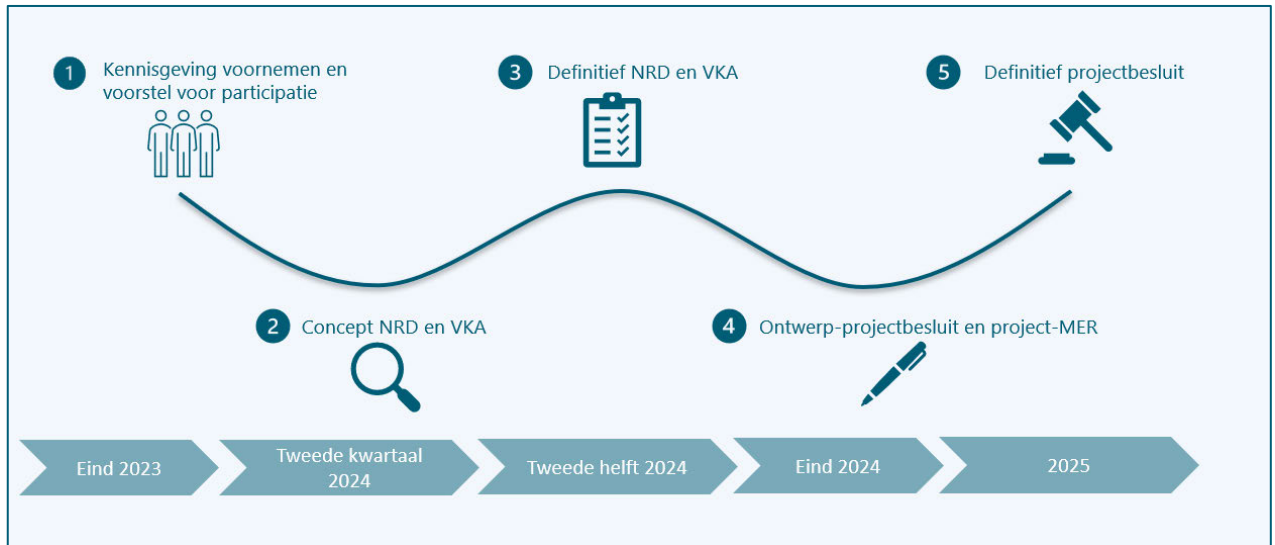 1 Kennisgeving voornemen en
voorstel voor participatie
2 Concept NRD en VKA
3 Definitief NRD en VKA
4 Ontwerp-projectbesluit en project-MER
5 Definitief projectbesluit
Eind 2023
Tweede kwartaal
2024
Tweede helft 2024
Eind 2024
2025